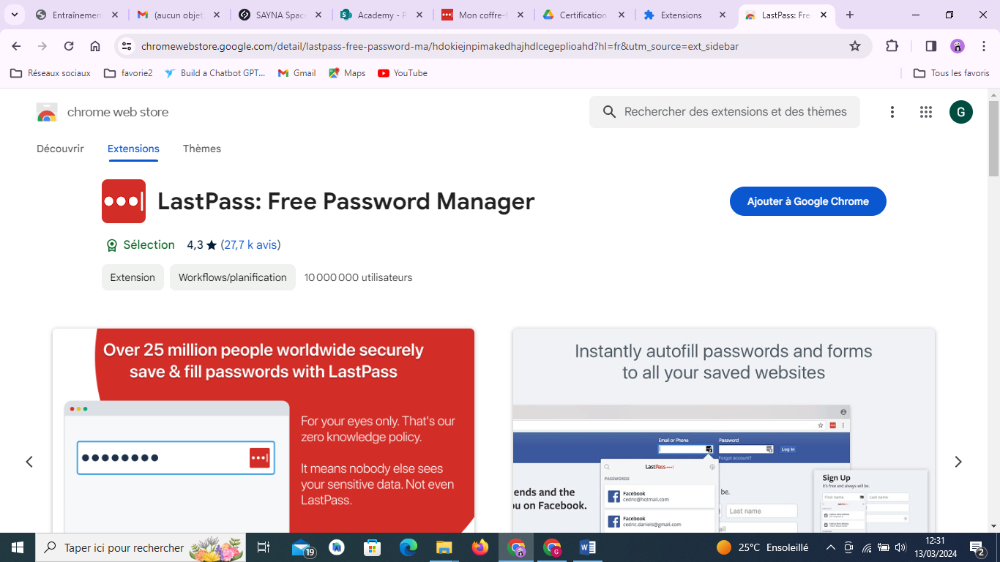 Entraînemen
(aucun objet
SAYNA Space
Academy - P
Mon coffre-f
Certification
Extensions
LastPass: Fre
chromewebstore.google.com/detail/lastpass-free-password-ma/hdokiejnpimakedhajhdlcegeplioahd?hl=fr&utm_source=ext_sidebar
Réseaux sociaux
favorie2
Build a Chatbot GPT...
Gmail
Maps
YouTube
Tous les favoris
chrome web store
Rechercher des extensions et des thèmes
G
Découvrir
Extensions
Thèmes
LastPass: Free Password Manager
Ajouter à Google Chrome
Sélection 4,3 ★ (27,7 k avis)
Extension
Workflows/planification
10 000 000 utilisateurs
Over 25 million people worldwide securely
save & fill passwords with LastPass
For your eyes only. That's our
zero knowledge policy.
It means nobody else sees
your sensitive data. Not even
LastPass.
Instantly autofill passwords and forms
to all your saved websites
Email or Phone
Password
Log In
Forgot account?
LastPass
PASSWORDS
Facebook
cedric@hotmail.com
Facebook
cedric.daniels@gmail.com
ends and the
ou on Facebook.
be.
Last name
ail
Sign Up
It's free and always will be.
First name
Last name
Taper ici pour rechercher
19
25°C Ensoleillé
12:31
13/03/2024
2